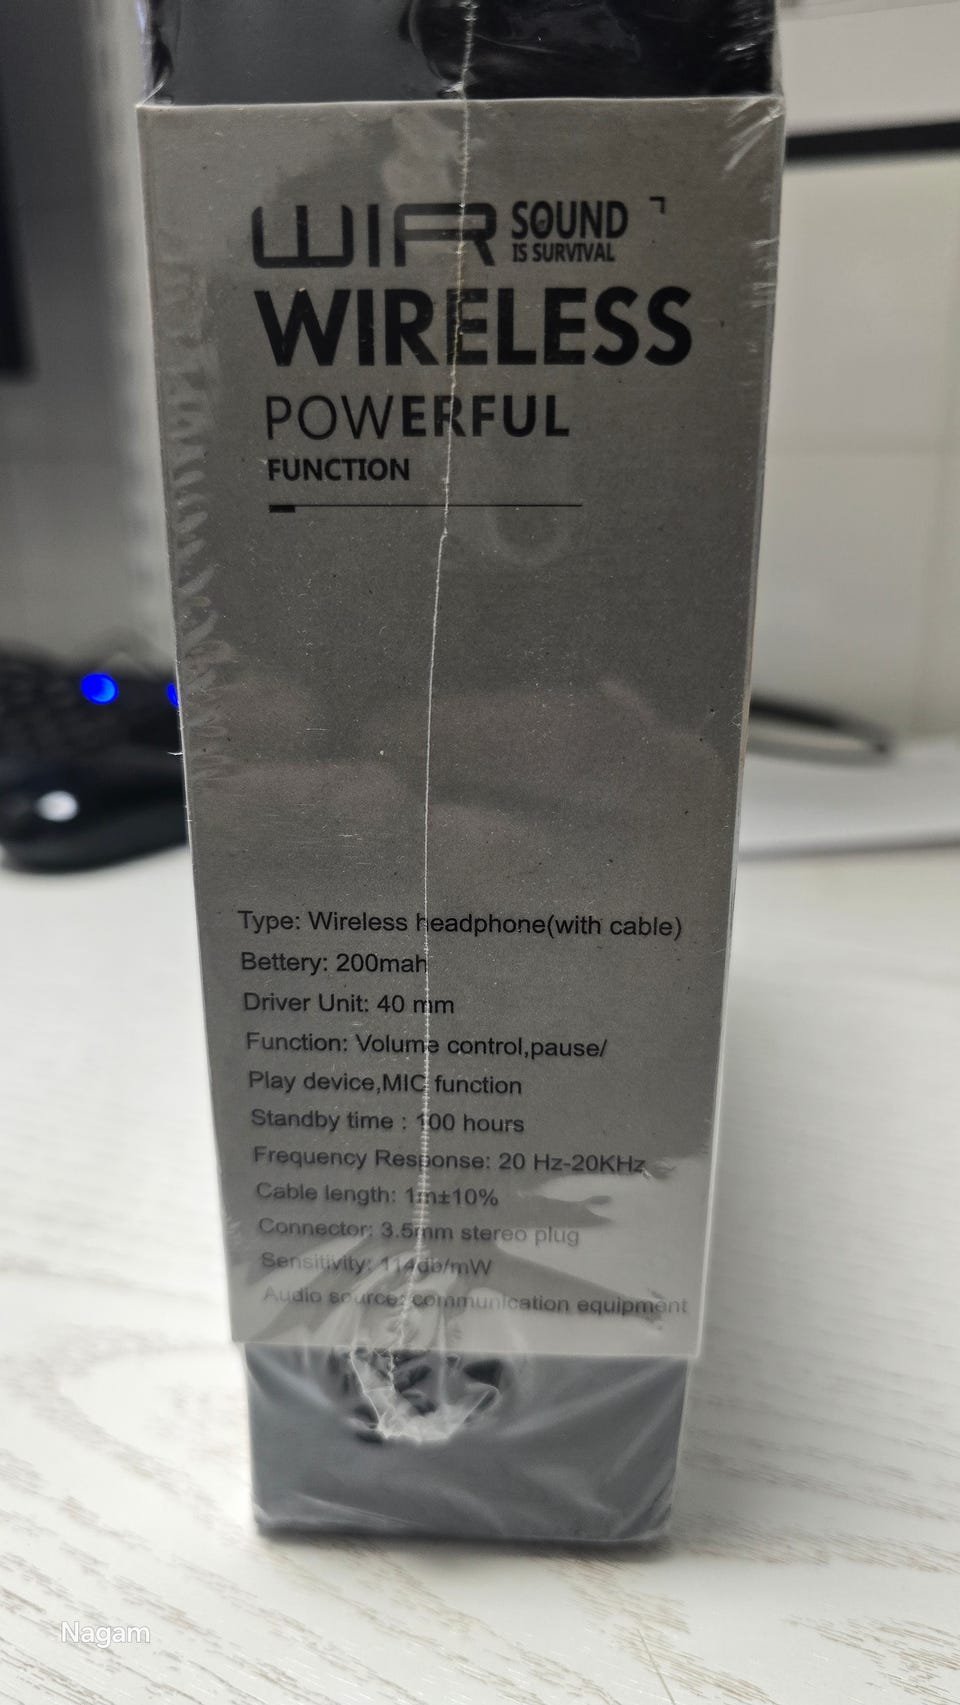 WIR SOUND
IS SURVIVAL
WIRELESS
POWERFUL
FUNCTION
Type: Wireless headphone(with cable)
Bettery: 200mah
Driver Unit: 40 mm
Function: Volume control,pause/
Play device,MIC function
Standby time : 100 hours
Frequency Response: 20 Hz-20KHz
Cable length: 1m±10%
Connector: 3.5mm stereo plug
Sensitivity: 114db/mW
Audio source: communication equipment
Nagam